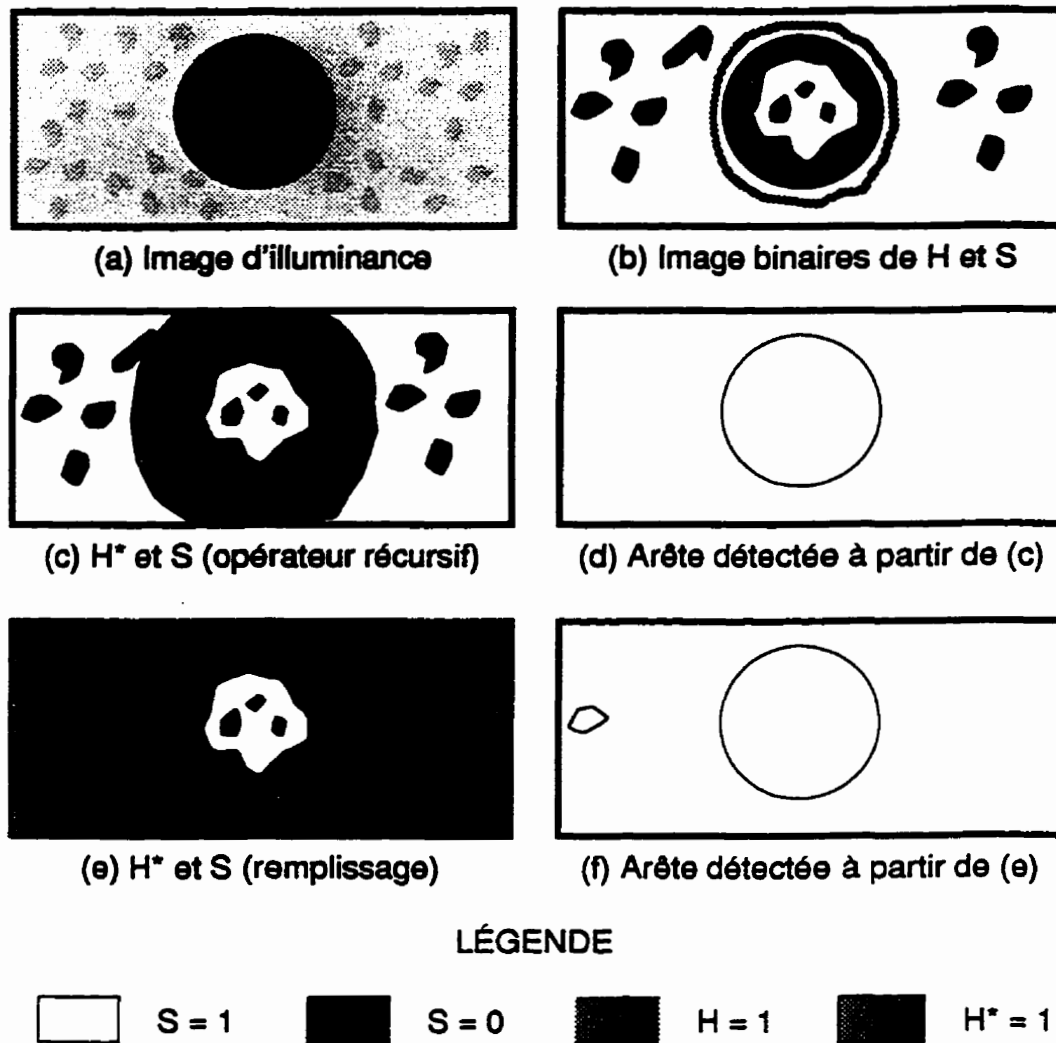 (a) Image d'illuminance
(b) Image binaires de H et S
(c) H* et S (opérateur récursif)
(d) Arête détectée à partir de (c)
(e) H* et S (remplissage)
(f) Arête détectée à partir de (e)
LÉGENDE
S = 1 S = 0 H = 1 H* = 1